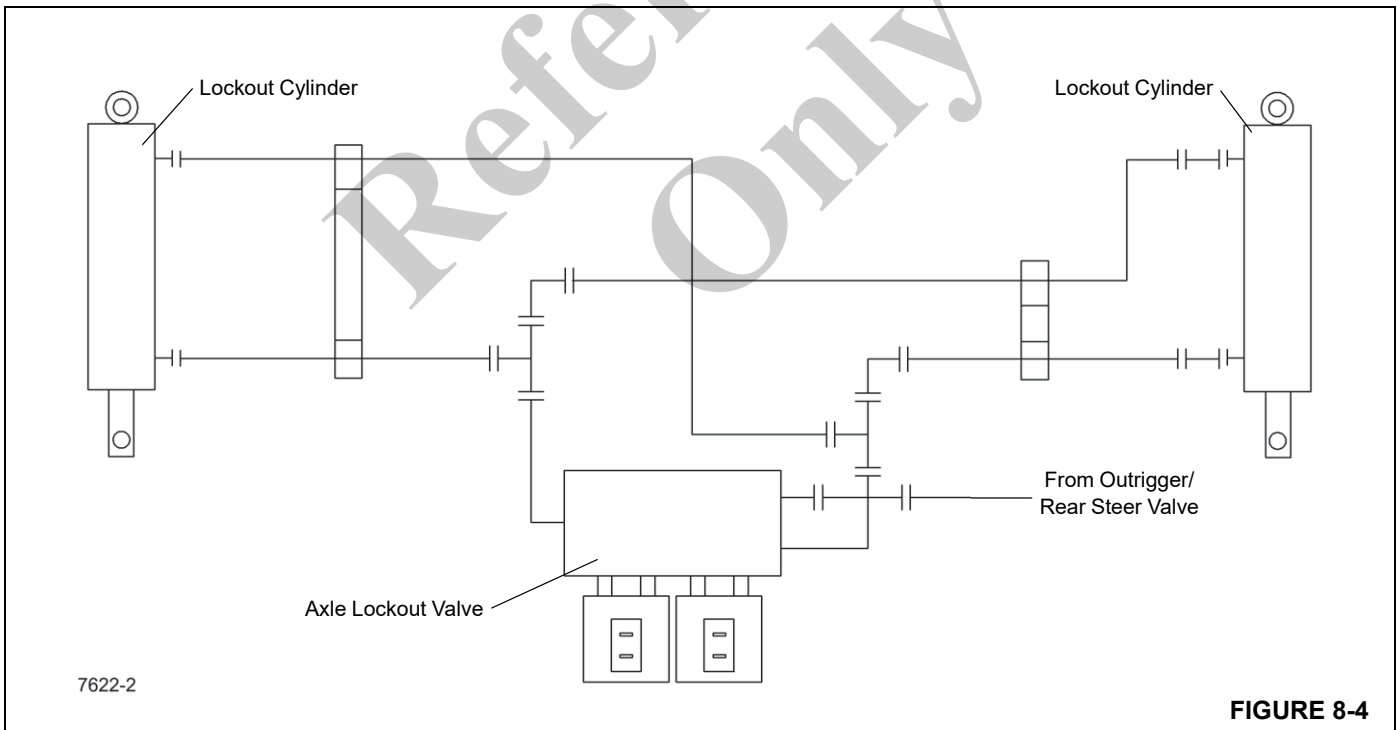 Reference
Only
Lockout Cylinder
Lockout Cylinder
From Outrigger/
Rear Steer Valve
Axle Lockout Valve
7622-2
FIGURE 8-4